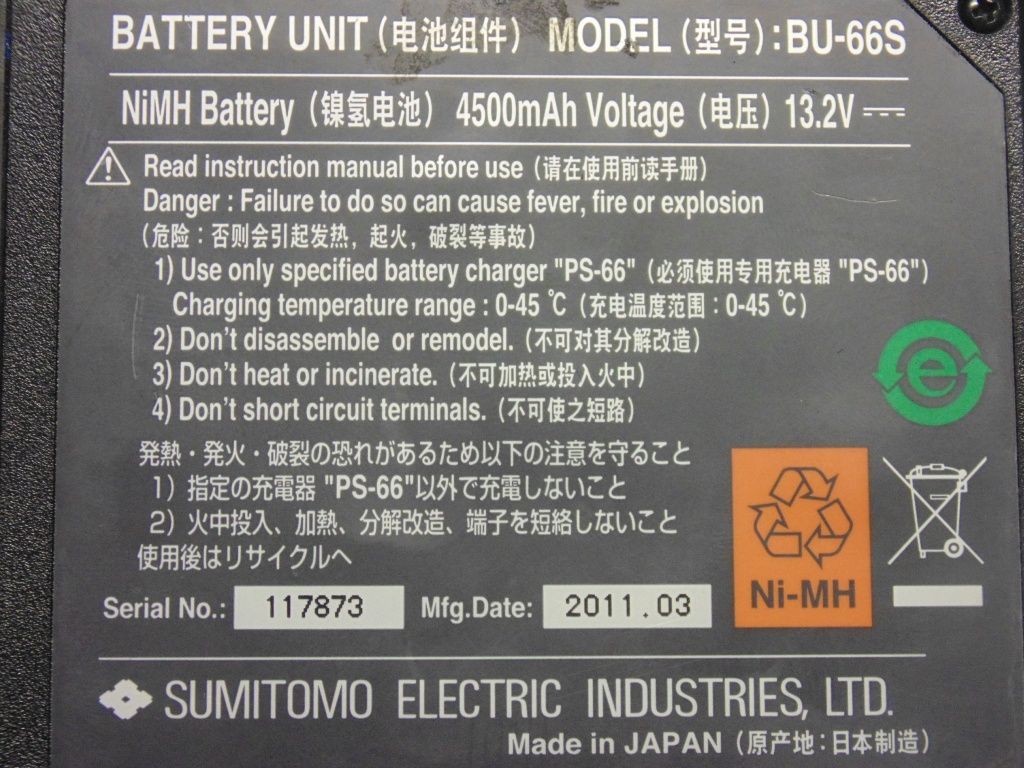 BATTERY UNIT（电池组件） MODEL（型号）:BU-66S
NiMH Battery（镍氢电池） 4500mAh Voltage（电压）13.2V
Read instruction manual before use（请在使用前读手册）
Danger : Failure to do so can cause fever, fire or explosion
（危险：否则会引起发热，起火，破裂等事故）
1) Use only specified battery charger "PS-66"（必须使用专用充电器 "PS-66"）
Charging temperature range : 0-45 ℃（充电温度范围：0-45 ℃）
2) Don't disassemble or remodel.（不可对其分解改造）
3) Don't heat or incinerate.（不可加热或投入火中）
4) Don't short circuit terminals.（不可使之短路）
e
発熱・発火・破裂の恐れがあるため以下の注意を守ること
1）指定の充電器 "PS-66"以外で充電しないこと
2）火中投入、加熱、分解改造、端子を短絡しないこと
使用後はリサイクルへ
Ni-MH
Serial No.: 117873 Mfg.Date: 2011.03
SUMITOMO ELECTRIC INDUSTRIES, LTD.
Made in JAPAN（原产地：日本制造）